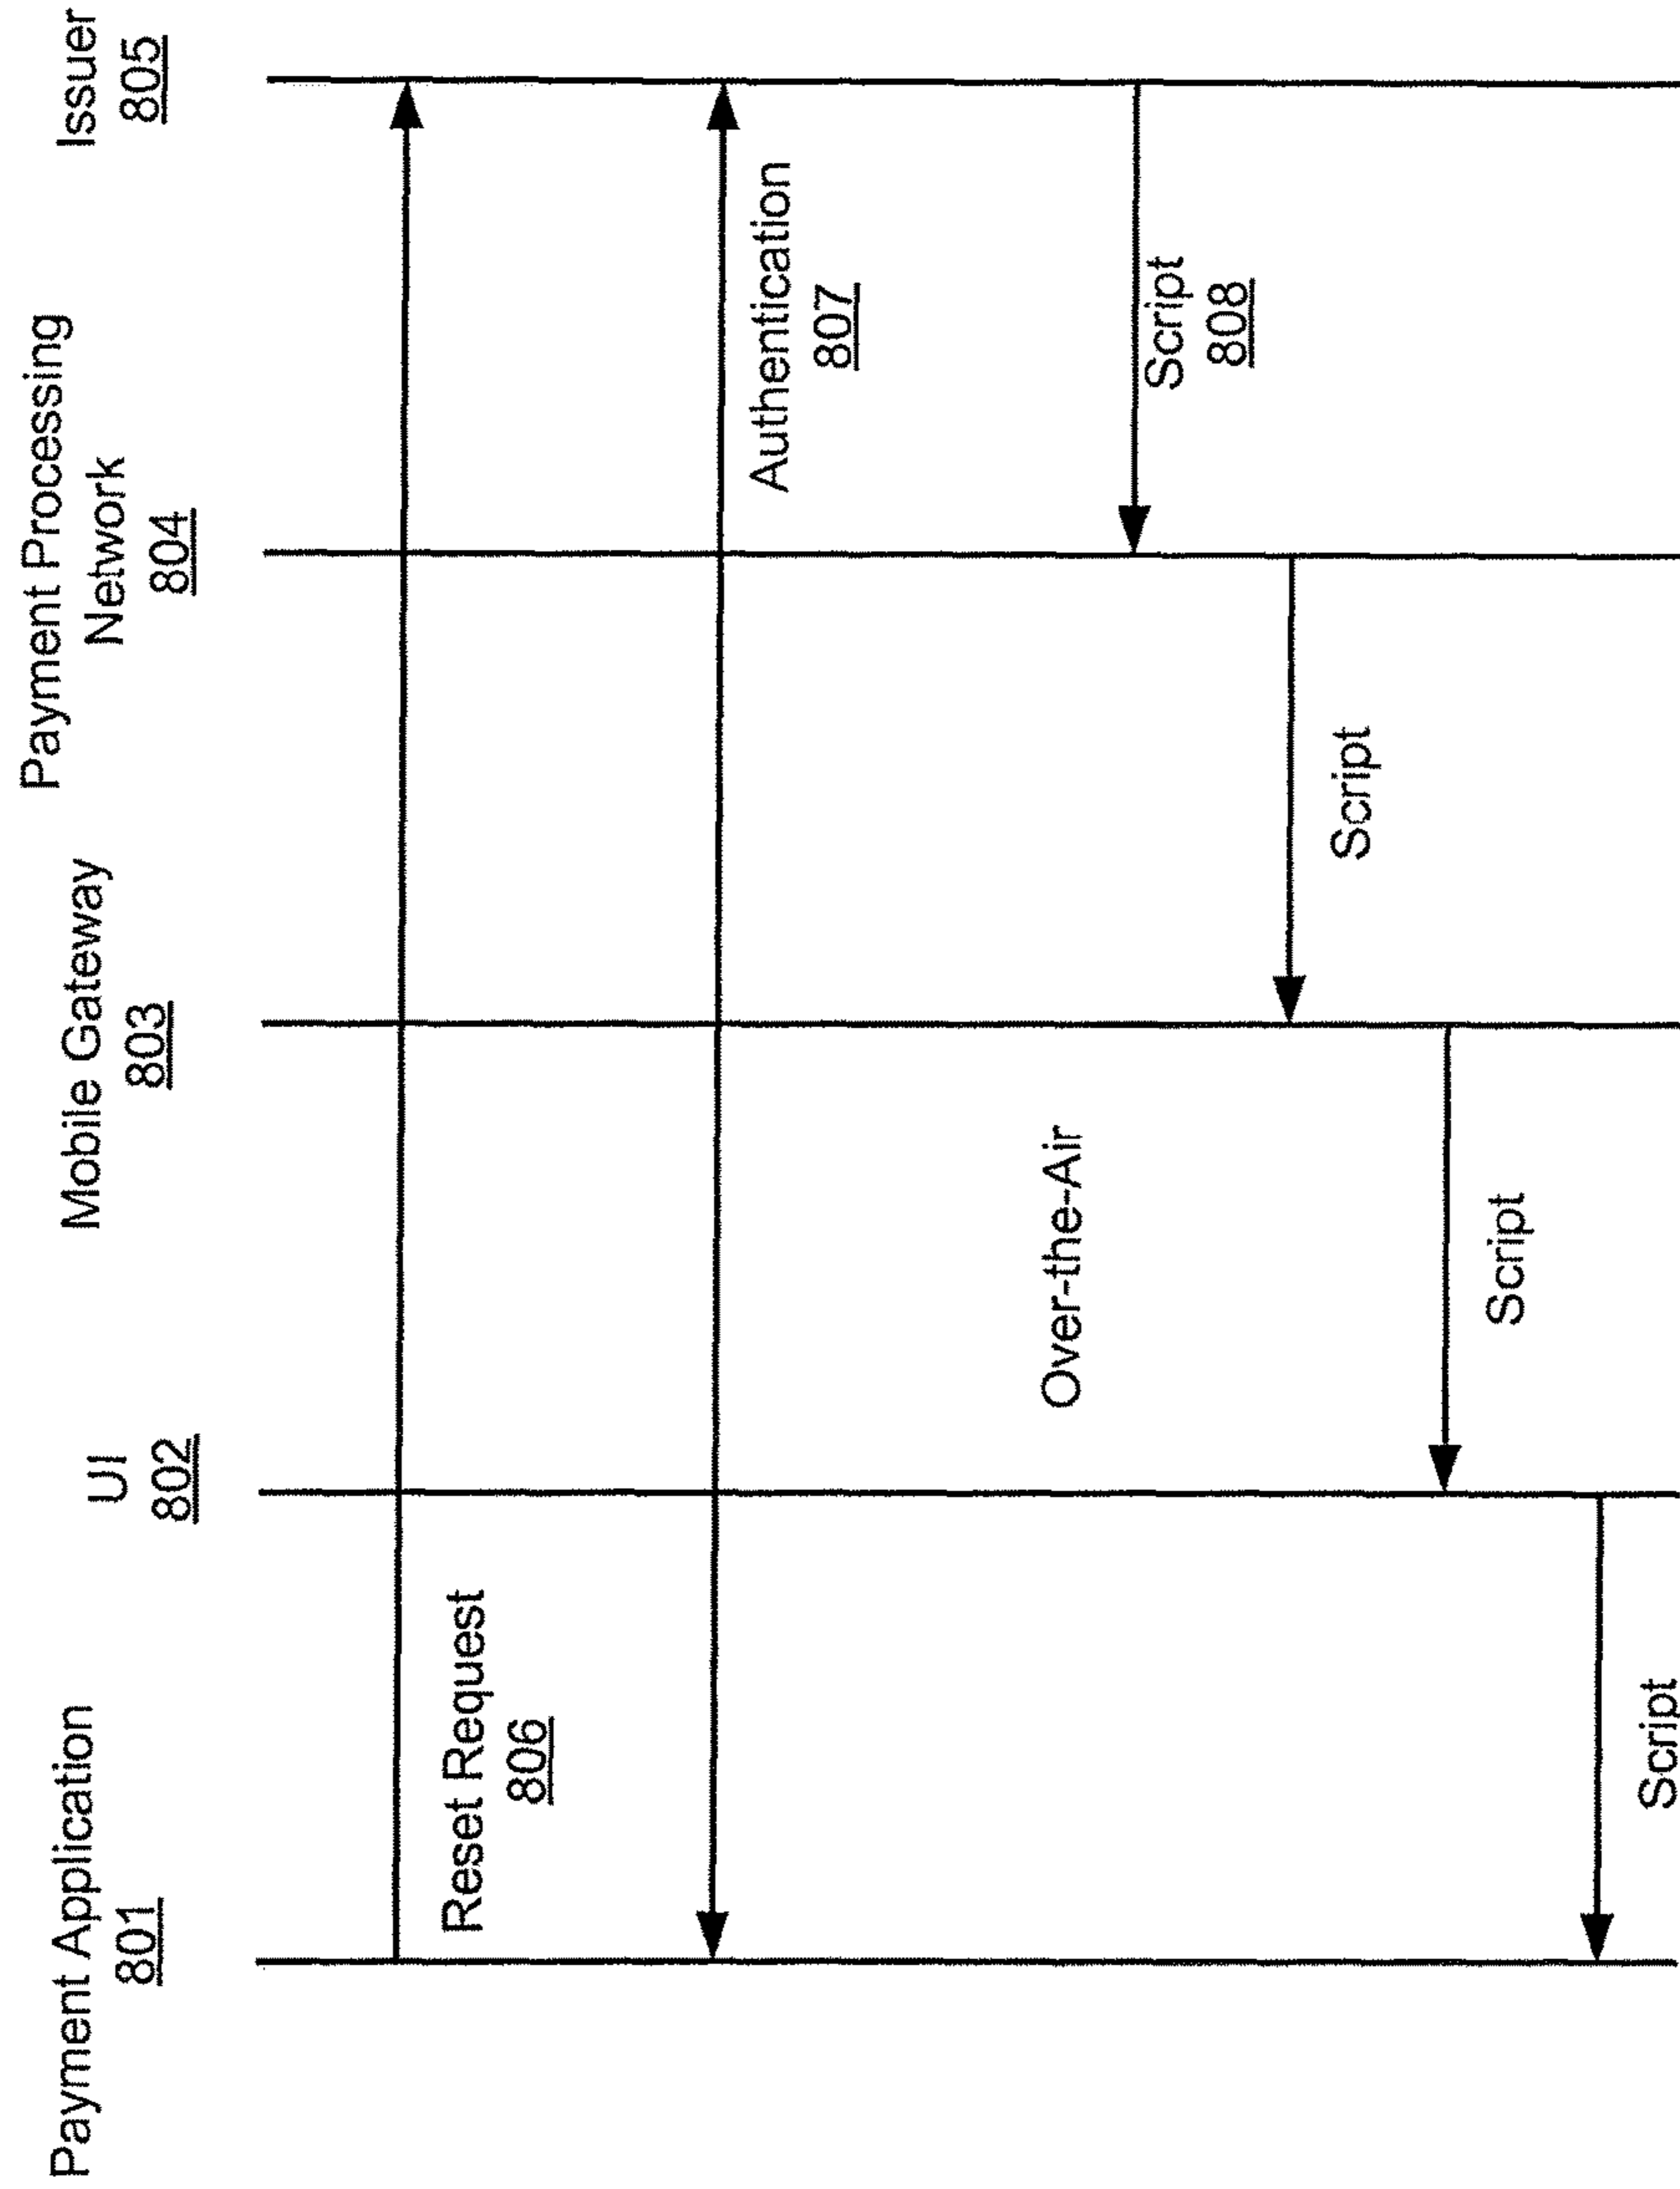 Payment Application
801
UI
802
Mobile Gateway
803
Payment Processing
Network
804
Issuer
805
Reset Request
806
Authentication
807
Over-the-Air
Script
808
Script
Script
Script